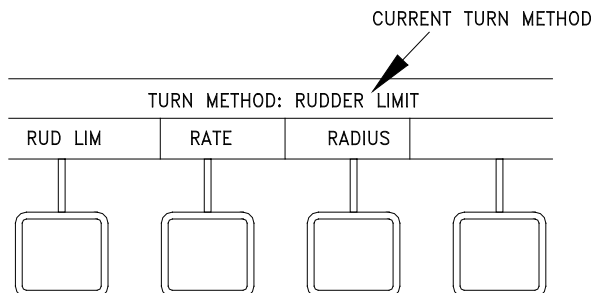 CURRENT TURN METHOD
TURN METHOD: RUDDER LIMIT
RUD LIM RATE RADIUS